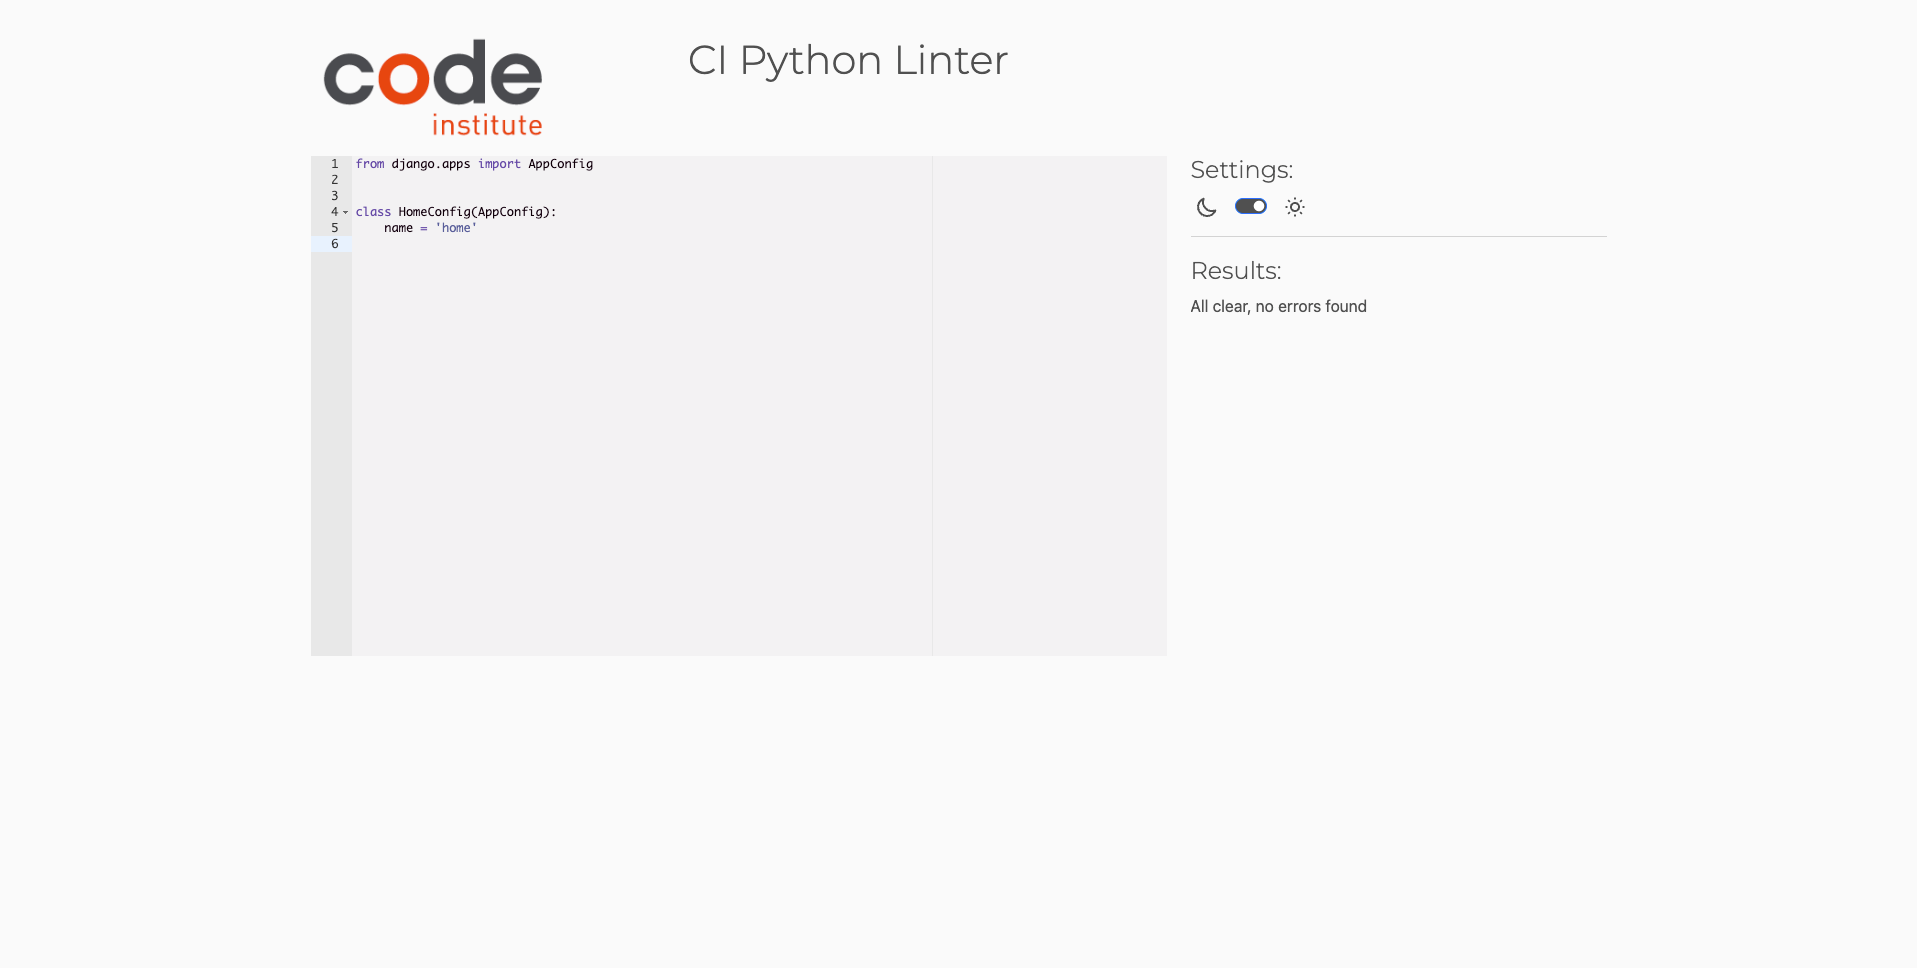 code
institute
CI Python Linter
1 from django.apps import AppConfig
2
3
4 class HomeConfig(AppConfig):
5     name = 'home'
6
Settings:
Results:
All clear, no errors found